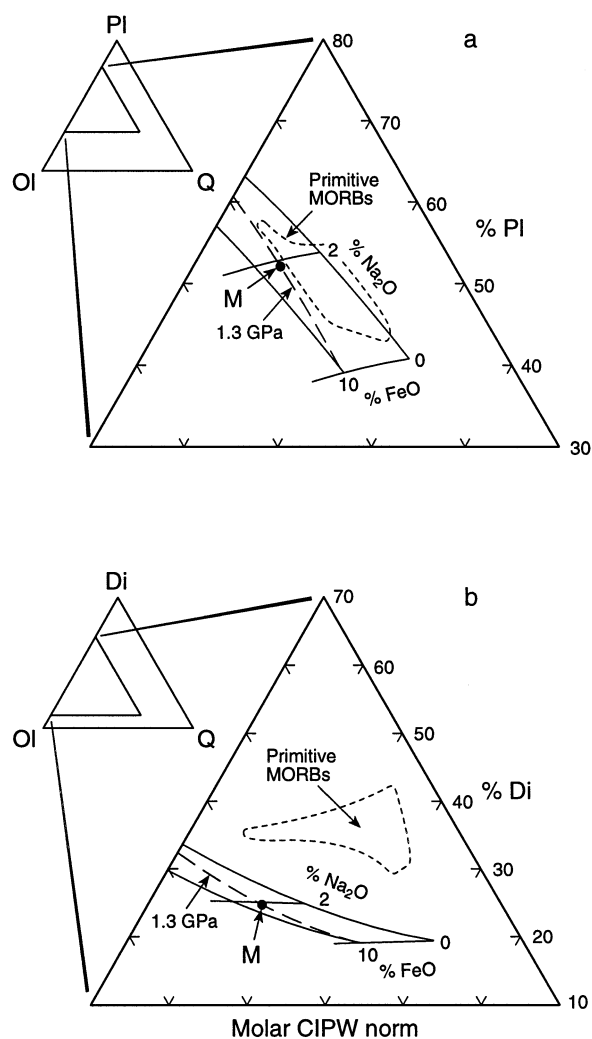 Pl
80
a
70
Primitive
MORBs
60
Ol
Q
% Pl
2
% Na₂O
50
M
1.3 GPa
0
40
10
% FeO
30
Di
70
b
60
50
Ol
Q
Primitive
MORBs
40
% Di
30
% Na₂O
2
1.3 GPa
20
M
0
10
% FeO
10
Molar CIPW norm